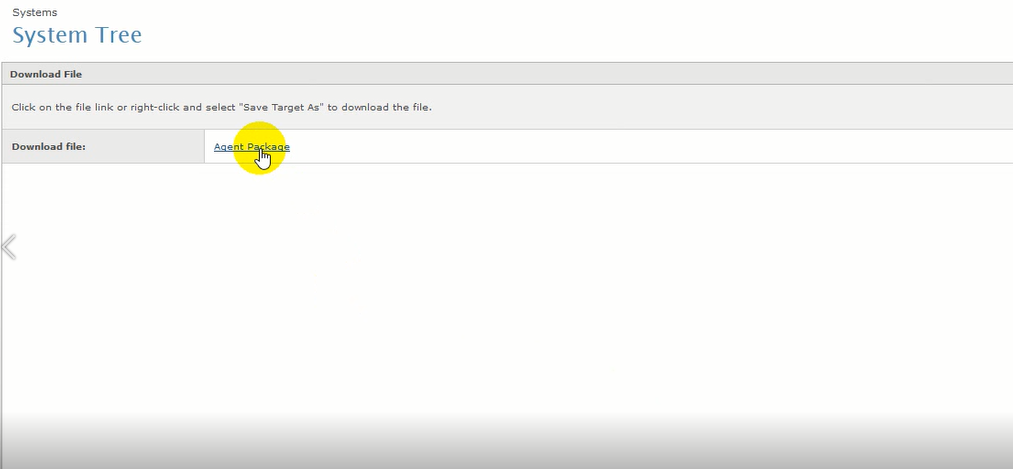 Systems
System Tree
Download File
Click on the file link or right-click and select "Save Target As" to download the file.
Download file:
Agent Package